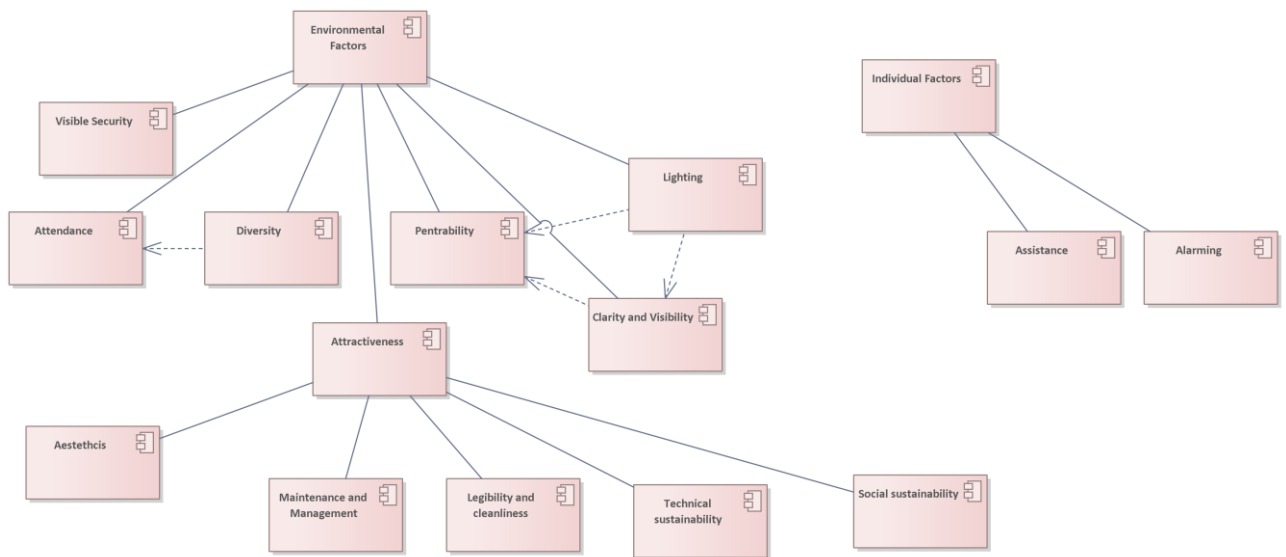 Environmental
Factors
Individual Factors
Visible Security
Lighting
Attendance
Diversity
Pentrability
Assistance
Alarming
Clarity and Visibility
Attractiveness
Aestethcis
Maintenance and
Management
Legibility and
cleanliness
Technical
sustainability
Social sustainability